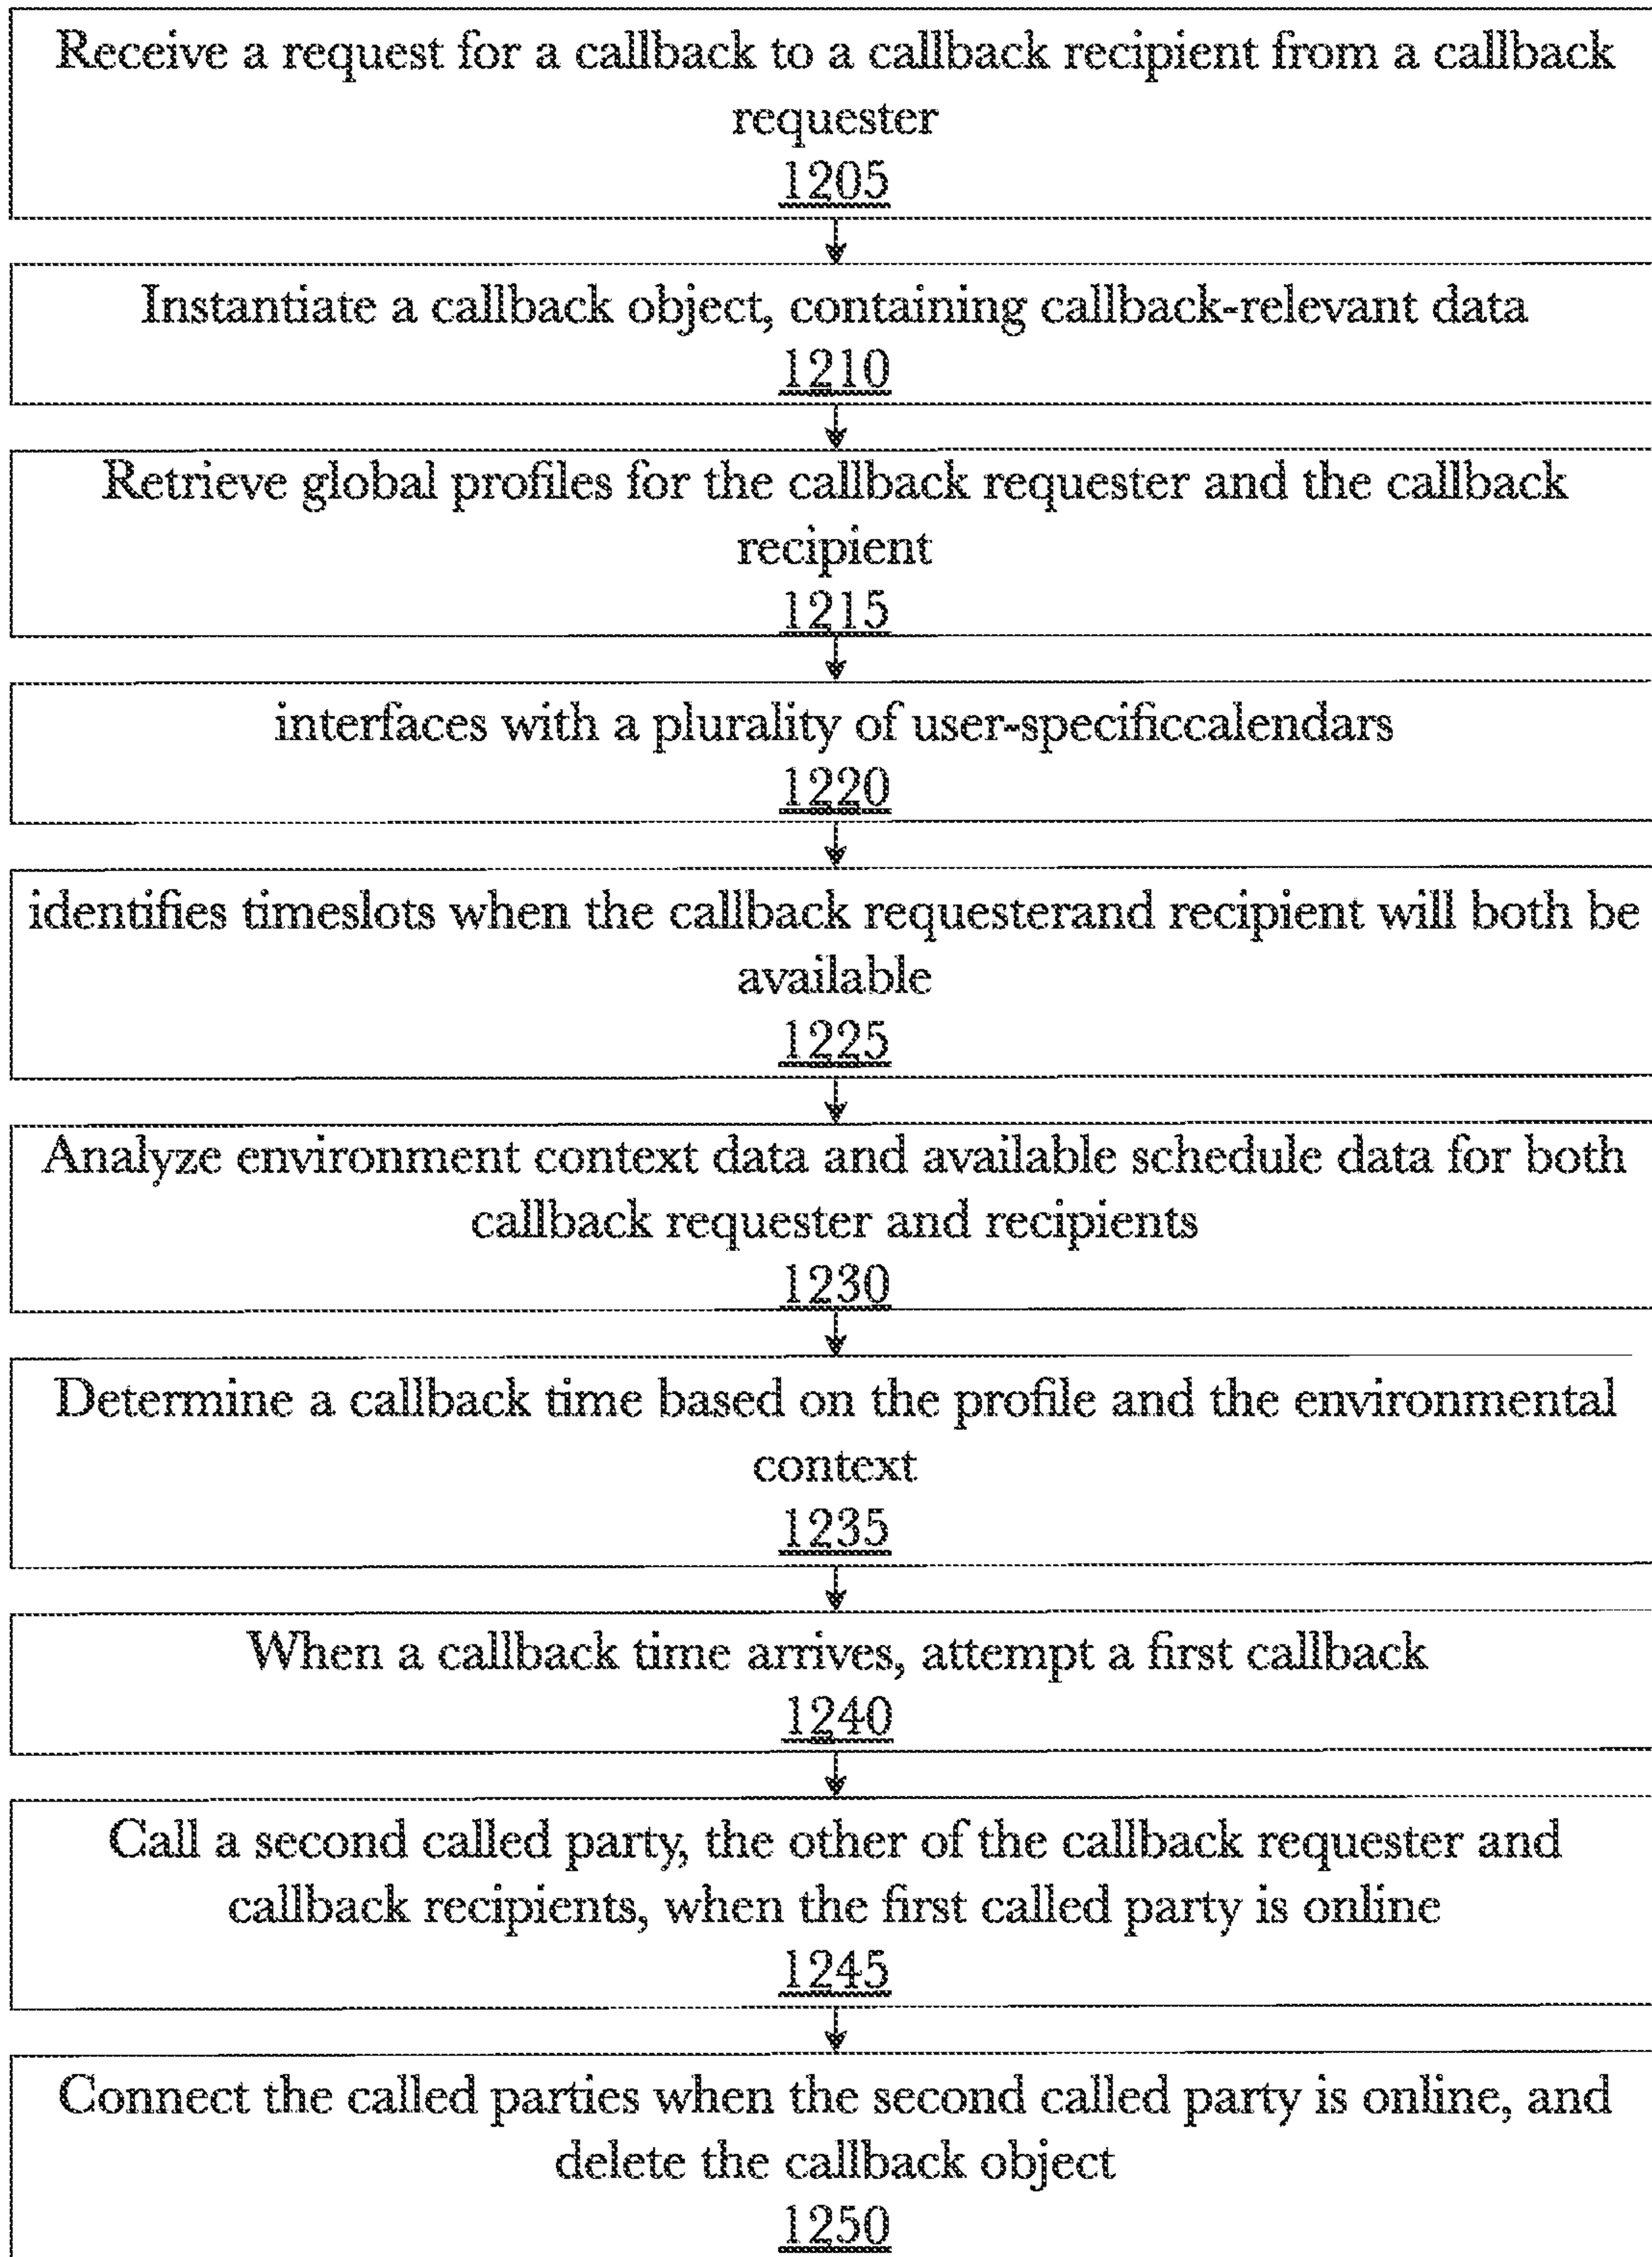 Receive a request for a callback to a callback recipient from a callback
requester
1205
Instantiate a callback object, containing callback-relevant data
1210
Retrieve global profiles for the callback requester and the callback
recipient
1215
interfaces with a plurality of user-specificcalendars
1220
identifies timeslots when the callback requesterand recipient will both be
available
1225
Analyze environment context data and available schedule data for both
callback requester and recipients
1230
Determine a callback time based on the profile and the environmental
context
1235
When a callback time arrives, attempt a first callback
1240
Call a second called party, the other of the callback requester and
callback recipients, when the first called party is online
1245
Connect the called parties when the second called party is online, and
delete the callback object
1250